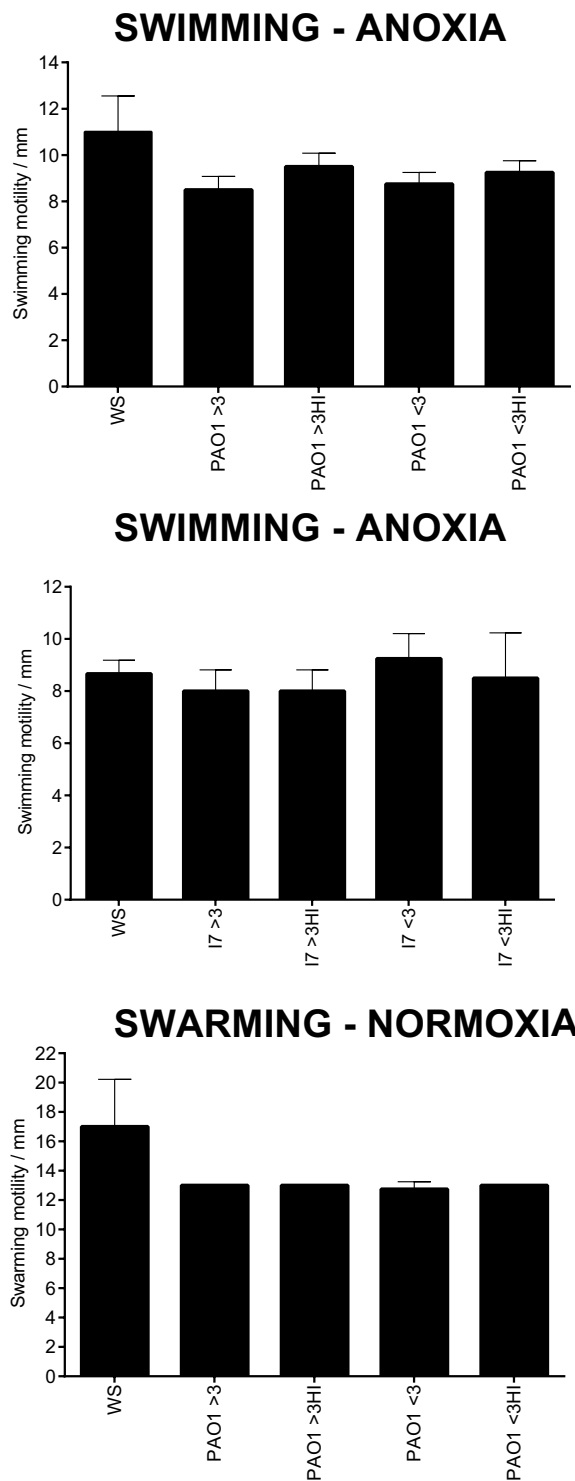 SWIMMING - ANOXIA
Swimming motility / mm
14
12
10
8
6
4
2
0
WS
PAO1 >3
PAO1 >3HI
PAO1 <3
PAO1 <3HI
SWIMMING - ANOXIA
Swimming motility / mm
12
10
8
6
4
2
0
WS
I7 >3
I7 >3HI
I7 <3
I7 <3HI
SWARMING - NORMOXIA
Swarming motility / mm
22
20
18
16
14
12
10
8
6
4
2
0
WS
PAO1 >3
PAO1 >3HI
PAO1 <3
PAO1 <3HI